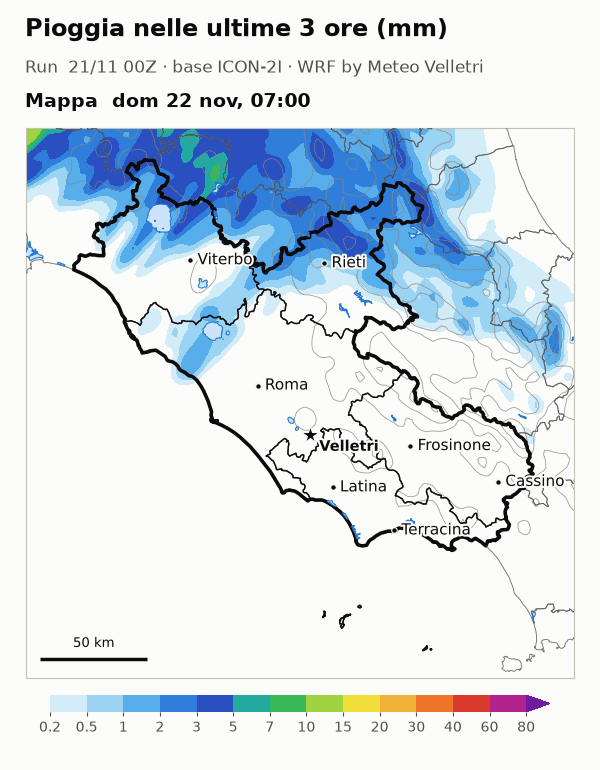 Pioggia nelle ultime 3 ore (mm)
Run  21/11 00Z · base ICON-2I · WRF by Meteo Velletri
Mappa  dom 22 nov, 07:00
Viterbo
Rieti
Roma
Velletri
Frosinone
Latina
Cassino
Terracina
50 km
0.2 0.5 1 2 3 5 7 10 15 20 30 40 60 80